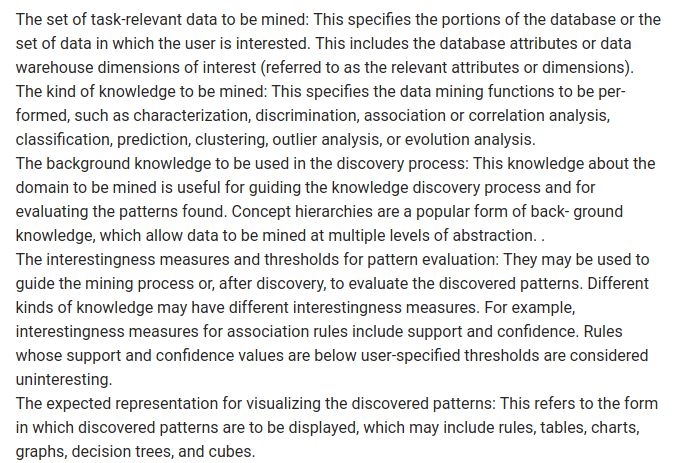 The set of task-relevant data to be mined: This specifies the portions of the database or the
set of data in which the user is interested. This includes the database attributes or data
warehouse dimensions of interest (referred to as the relevant attributes or dimensions).
The kind of knowledge to be mined: This specifies the data mining functions to be per-
formed, such as characterization, discrimination, association or correlation analysis,
classification, prediction, clustering, outlier analysis, or evolution analysis.
The background knowledge to be used in the discovery process: This knowledge about the
domain to be mined is useful for guiding the knowledge discovery process and for
evaluating the patterns found. Concept hierarchies are a popular form of back- ground
knowledge, which allow data to be mined at multiple levels of abstraction. .
The interestingness measures and thresholds for pattern evaluation: They may be used to
guide the mining process or, after discovery, to evaluate the discovered patterns. Different
kinds of knowledge may have different interestingness measures. For example,
interestingness measures for association rules include support and confidence. Rules
whose support and confidence values are below user-specified thresholds are considered
uninteresting.
The expected representation for visualizing the discovered patterns: This refers to the form
in which discovered patterns are to be displayed, which may include rules, tables, charts,
graphs, decision trees, and cubes.